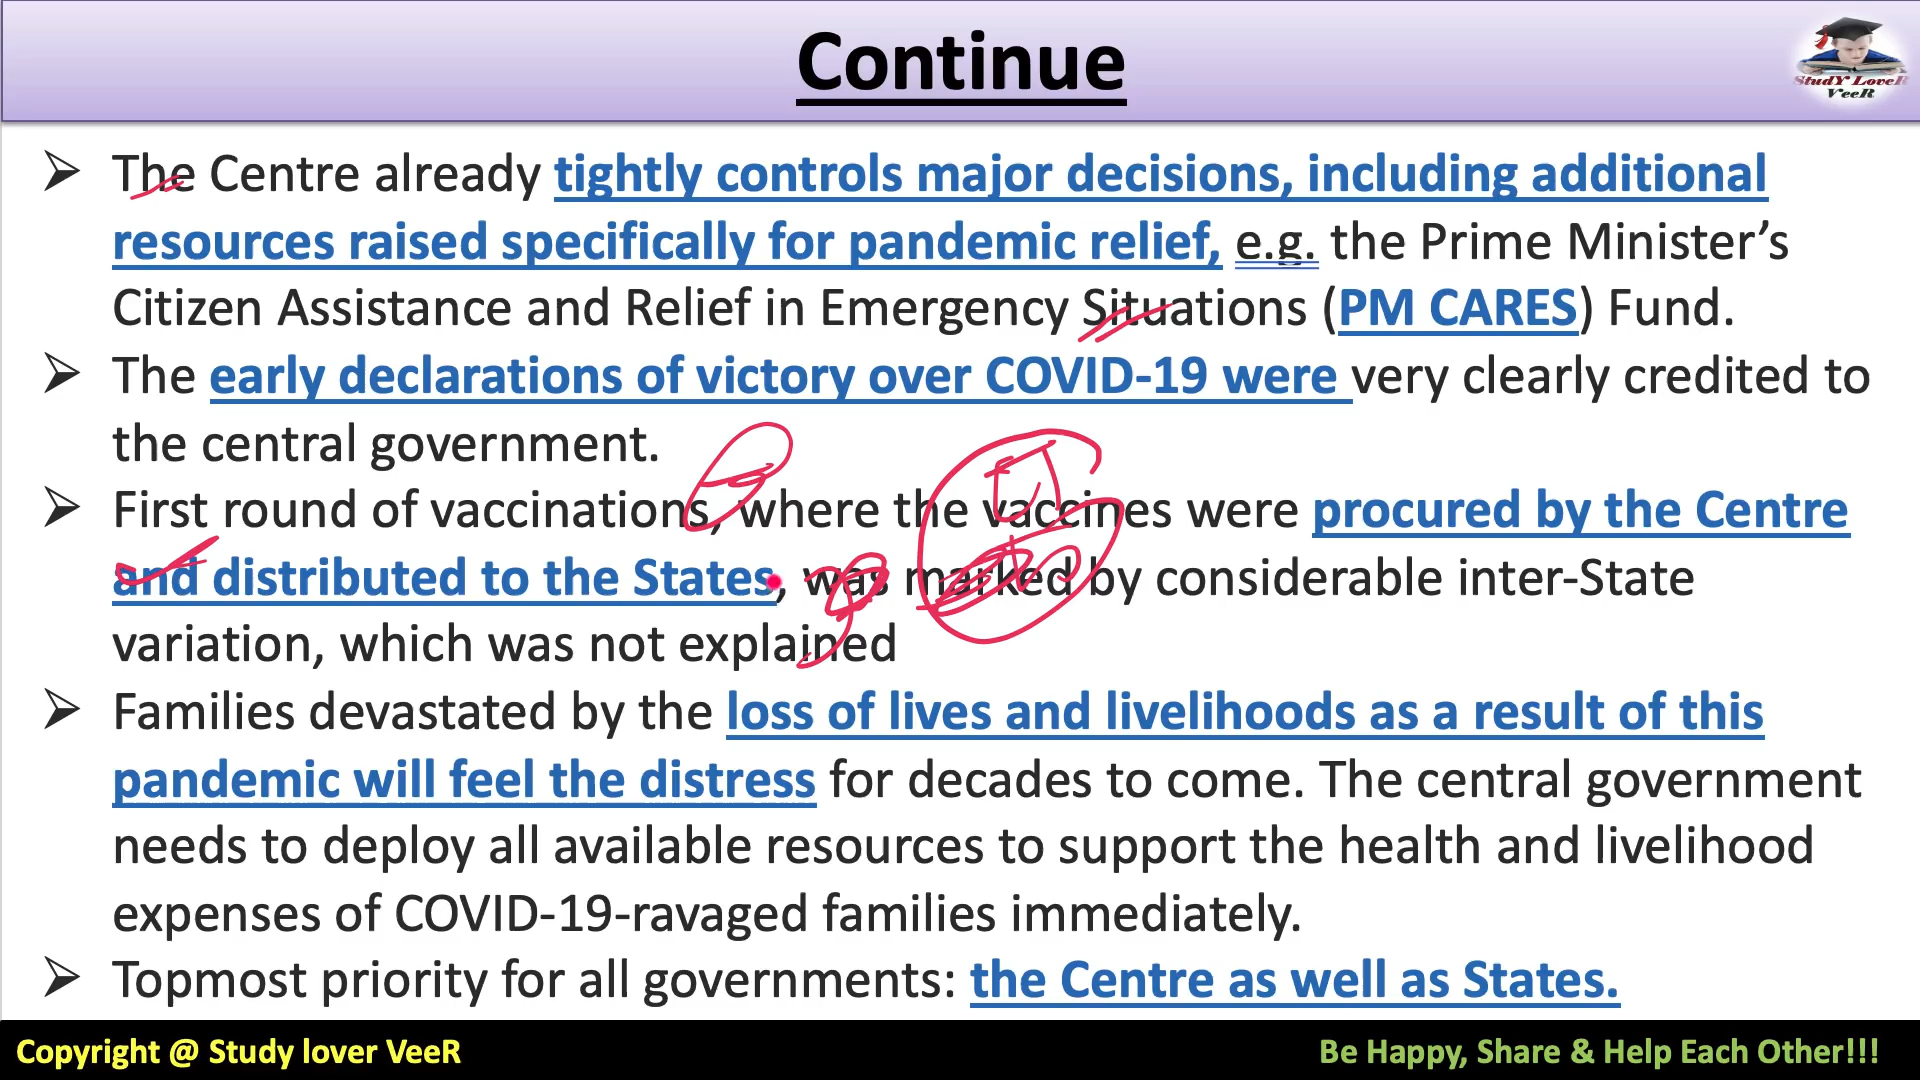 Continue
StudY LoveR
VeeR
The Centre already tightly controls major decisions, including additional
resources raised specifically for pandemic relief, e.g. the Prime Minister’s
Citizen Assistance and Relief in Emergency Situations (PM CARES) Fund.
The early declarations of victory over COVID-19 were very clearly credited to
the central government.
First round of vaccinations, where the vaccines were procured by the Centre
and distributed to the States, was marked by considerable inter-State
variation, which was not explained
Families devastated by the loss of lives and livelihoods as a result of this
pandemic will feel the distress for decades to come. The central government
needs to deploy all available resources to support the health and livelihood
expenses of COVID-19-ravaged families immediately.
Topmost priority for all governments: the Centre as well as States.
Copyright @ Study lover VeeR
Be Happy, Share & Help Each Other!!!